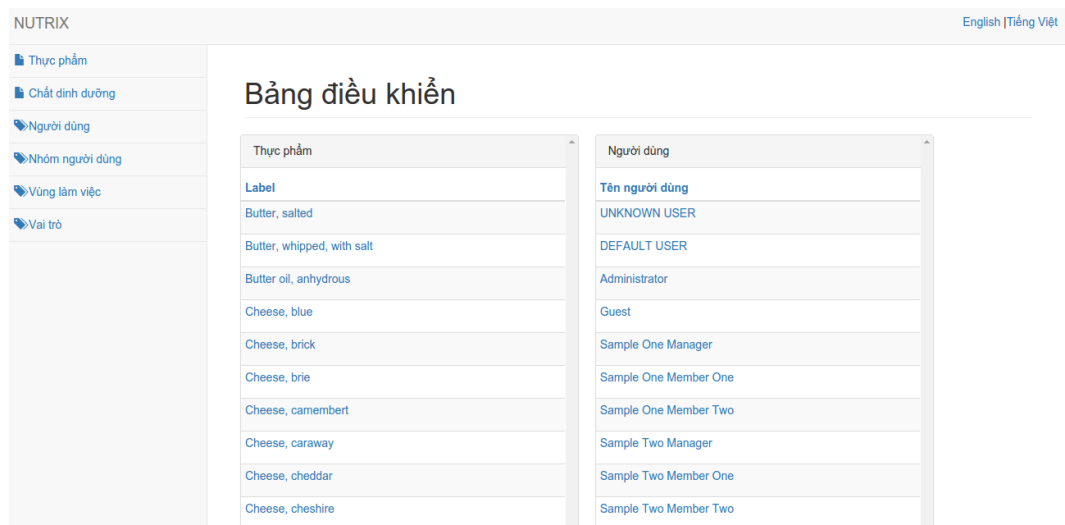 NUTRIX
English |Tiếng Việt
Thực phẩm
Chất dinh dưỡng
Người dùng
Nhóm người dùng
Vùng làm việc
Vai trò
Bảng điều khiển
Thực phẩm
Label
Butter, salted
Butter, whipped, with salt
Butter oil, anhydrous
Cheese, blue
Cheese, brick
Cheese, brie
Cheese, camembert
Cheese, caraway
Cheese, cheddar
Cheese, cheshire
Người dùng
Tên người dùng
UNKNOWN USER
DEFAULT USER
Administrator
Guest
Sample One Manager
Sample One Member One
Sample One Member Two
Sample Two Manager
Sample Two Member One
Sample Two Member Two